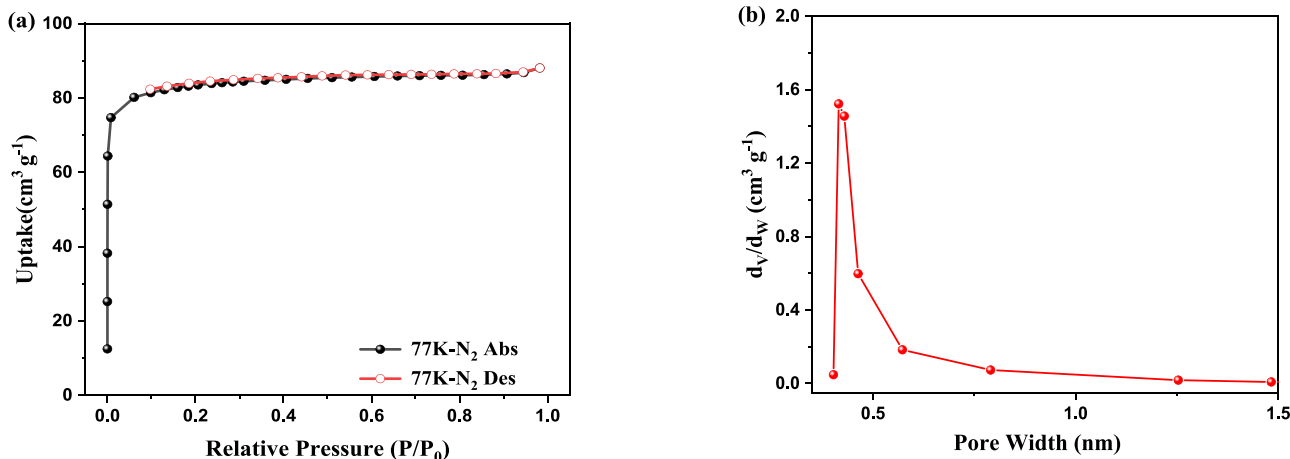 (a)
Uptake(cm³ g⁻¹)
100
80
60
40
20
0
77K-N₂ Abs
77K-N₂ Des
0.0 0.2 0.4 0.6 0.8 1.0
Relative Pressure (P/P₀)
(b)
dᵥ/d_W (cm³ g⁻¹)
2.0
1.6
1.2
0.8
0.4
0.0
0.5 1.0 1.5
Pore Width (nm)